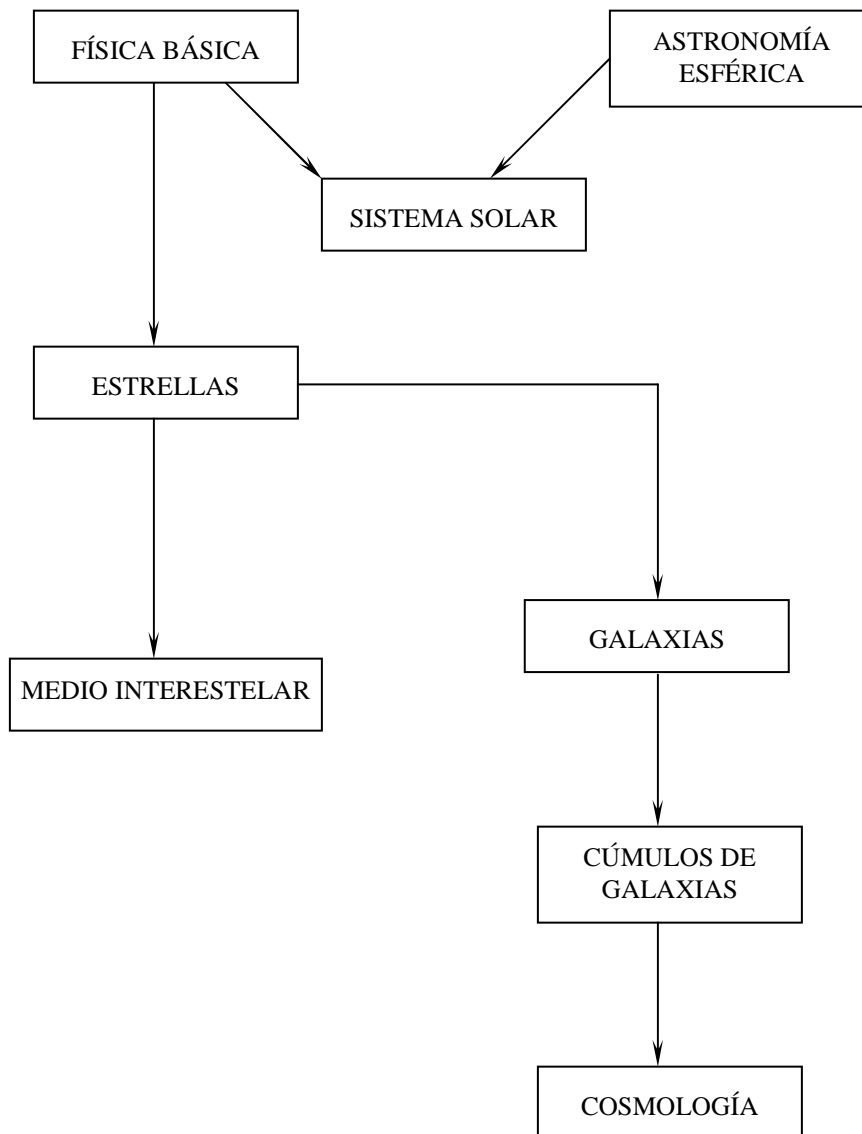 FÍSICA BÁSICA
ASTRONOMÍA
ESFÉRICA
SISTEMA SOLAR
ESTRELLAS
GALAXIAS
MEDIO INTERESTELAR
CÚMULOS DE
GALAXIAS
COSMOLOGÍA